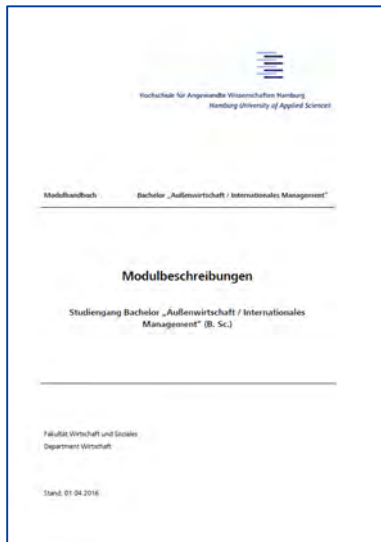 Hochschule für Angewandte Wissenschaften Hamburg
Hamburg University of Applied Sciences
Modulhandbuch Bachelor „Außenwirtschaft / Internationales Management"
Modulbeschreibungen
Studiengang Bachelor „Außenwirtschaft / Internationales
Management" (B. Sc.)
Fakultät Wirtschaft und Soziales
Department Wirtschaft
Stand, 01.04.2016